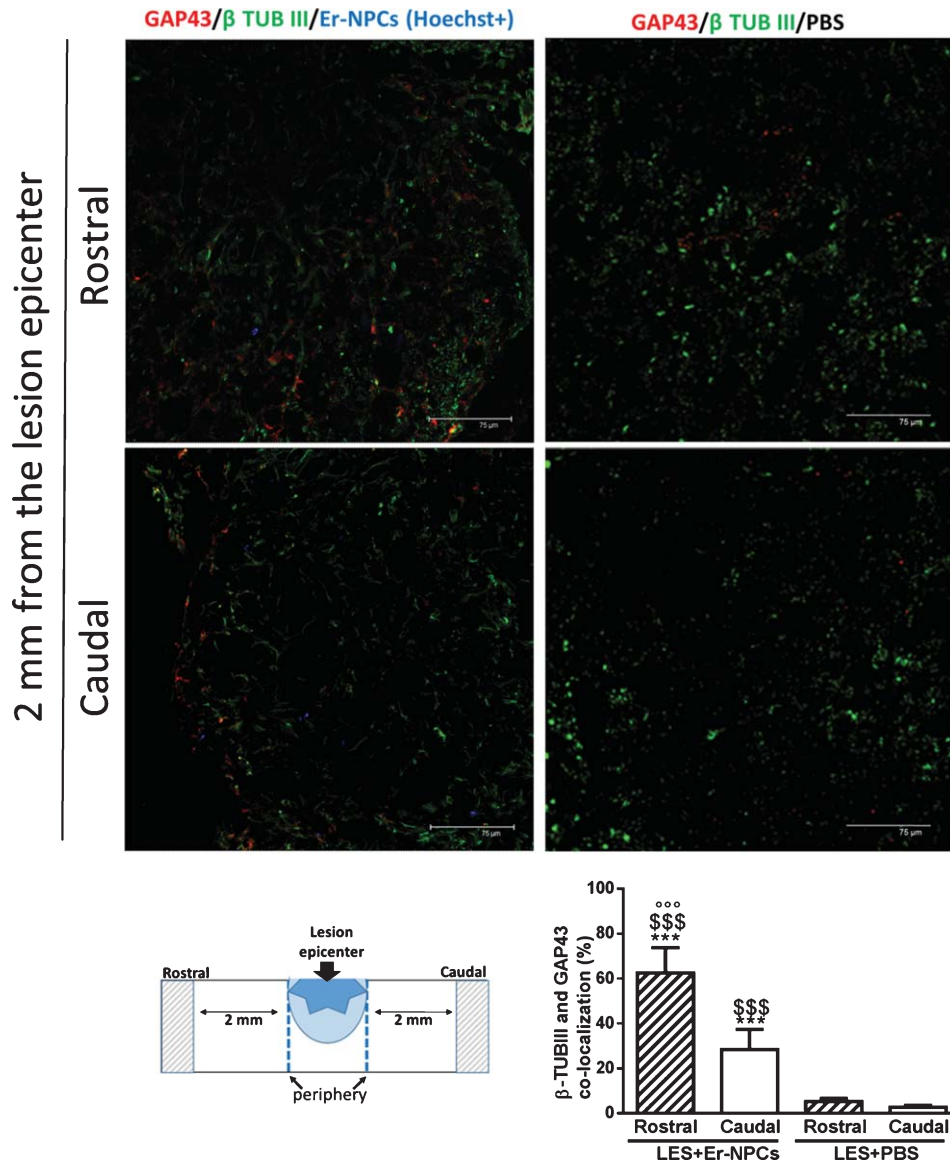 GAP43/β TUB III/Er-NPCs (Hoechst+)
GAP43/β TUB III/PBS
2 mm from the lesion epicenter
Rostral
75 µm
75 µm
Caudal
75 µm
75 µm
Lesion
epicenter
Rostral
Caudal
2 mm
2 mm
periphery
β-TUBIII and GAP43
co-localization (%)
100
80
60
40
20
0
°°°
$$$
***
$$$
***
Rostral
Caudal
Rostral
Caudal
LES+Er-NPCs
LES+PBS